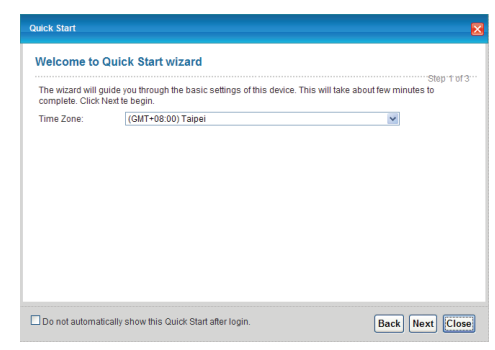 Quick Start
Welcome to Quick Start wizard
Step 1 of 3
The wizard will guide you through the basic settings of this device. This will take about few minutes to
complete. Click Next te begin.
Time Zone: (GMT+08:00) Taipei
Do not automatically show this Quick Start after login. Back Next Close